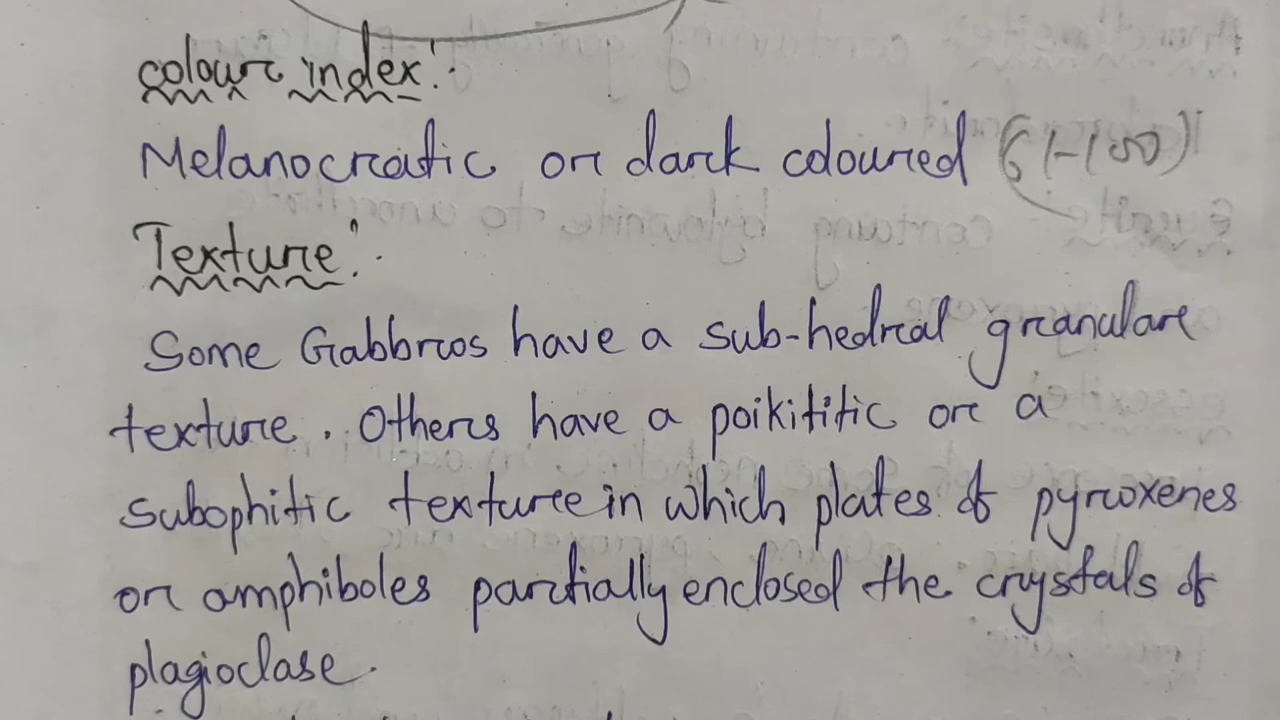 colour index:
Melanocratic or dark coloured (61-100)
Texture:
Some Gabbros have a sub-hedral granular
texture. Others have a poikititic or a
subophitic texture in which plates of pyroxenes
or amphiboles partially enclosed the crystals of
plagioclase.